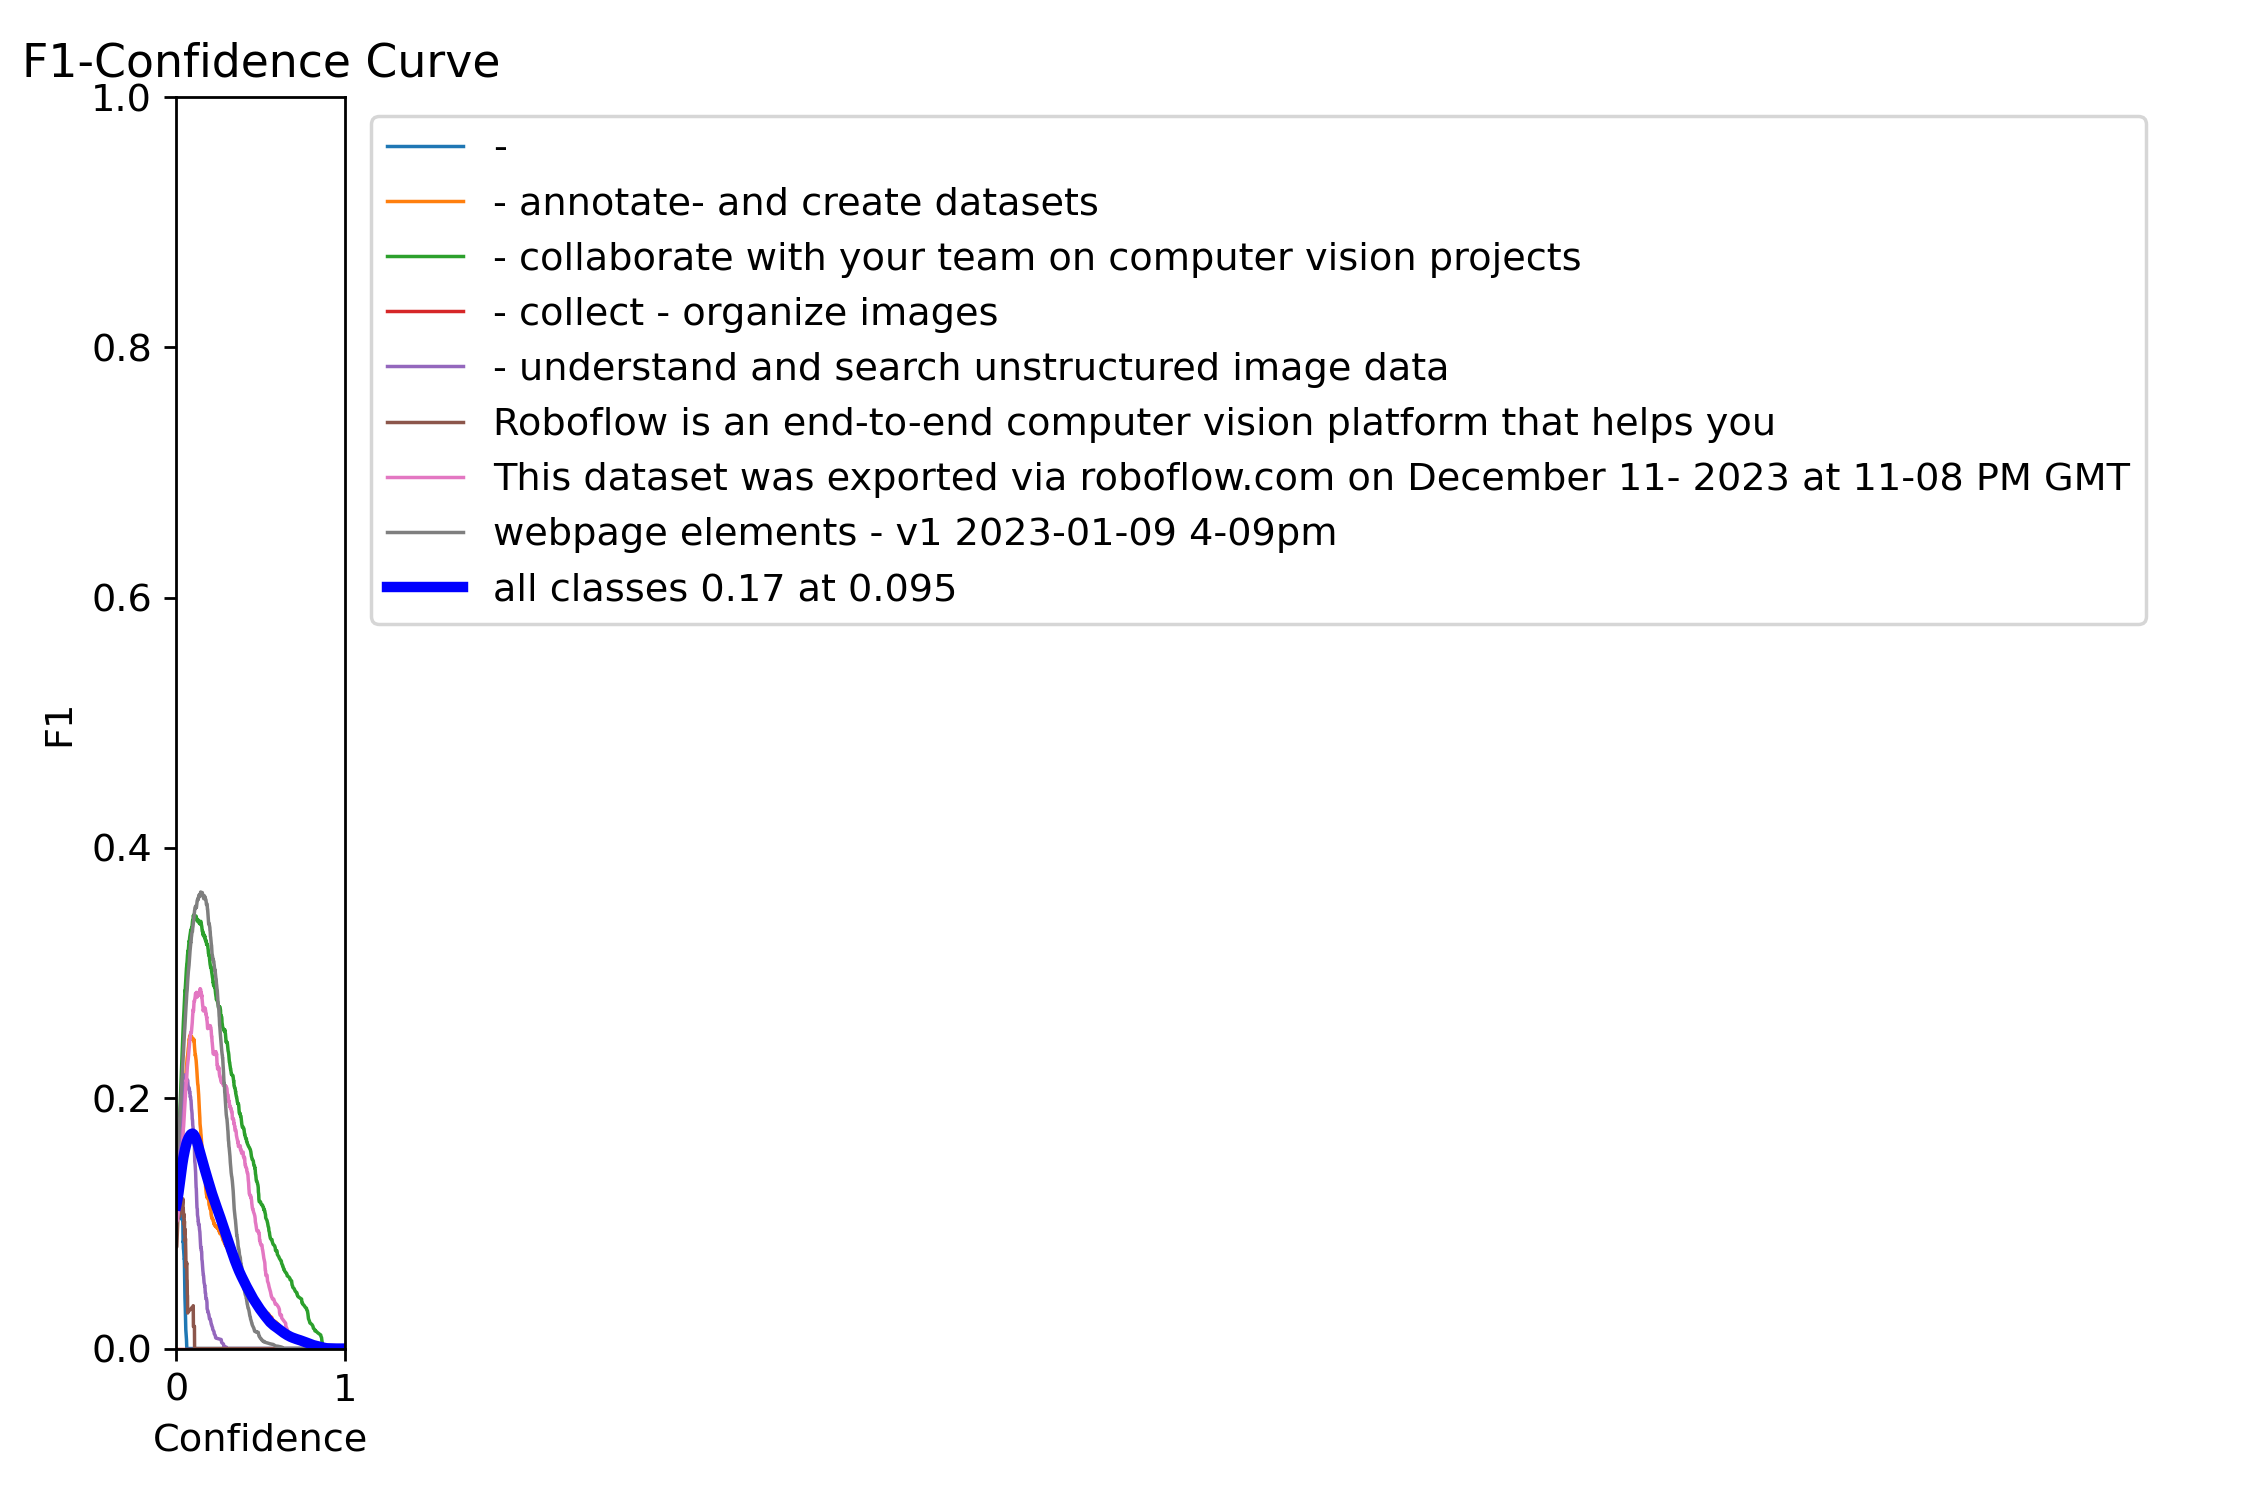 F1-Confidence Curve
1.0
0.8
0.6
0.4
0.2
0.0
F1
0 1
Confidence
-
- annotate- and create datasets
- collaborate with your team on computer vision projects
- collect - organize images
- understand and search unstructured image data
Roboflow is an end-to-end computer vision platform that helps you
This dataset was exported via roboflow.com on December 11- 2023 at 11-08 PM GMT
webpage elements - v1 2023-01-09 4-09pm
all classes 0.17 at 0.095